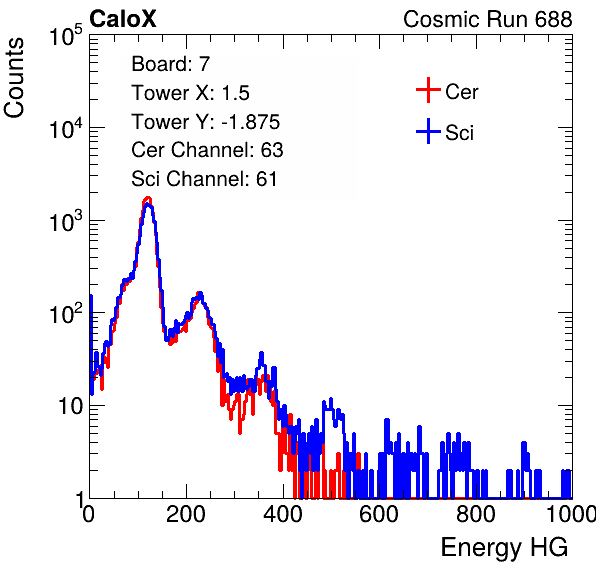 CaloX Cosmic Run 688
Counts
Board: 7
Tower X: 1.5
Tower Y: -1.875
Cer Channel: 63
Sci Channel: 61
Cer
Sci
10^5
10^4
10^3
10^2
10
1
0 200 400 600 800 1000
Energy HG